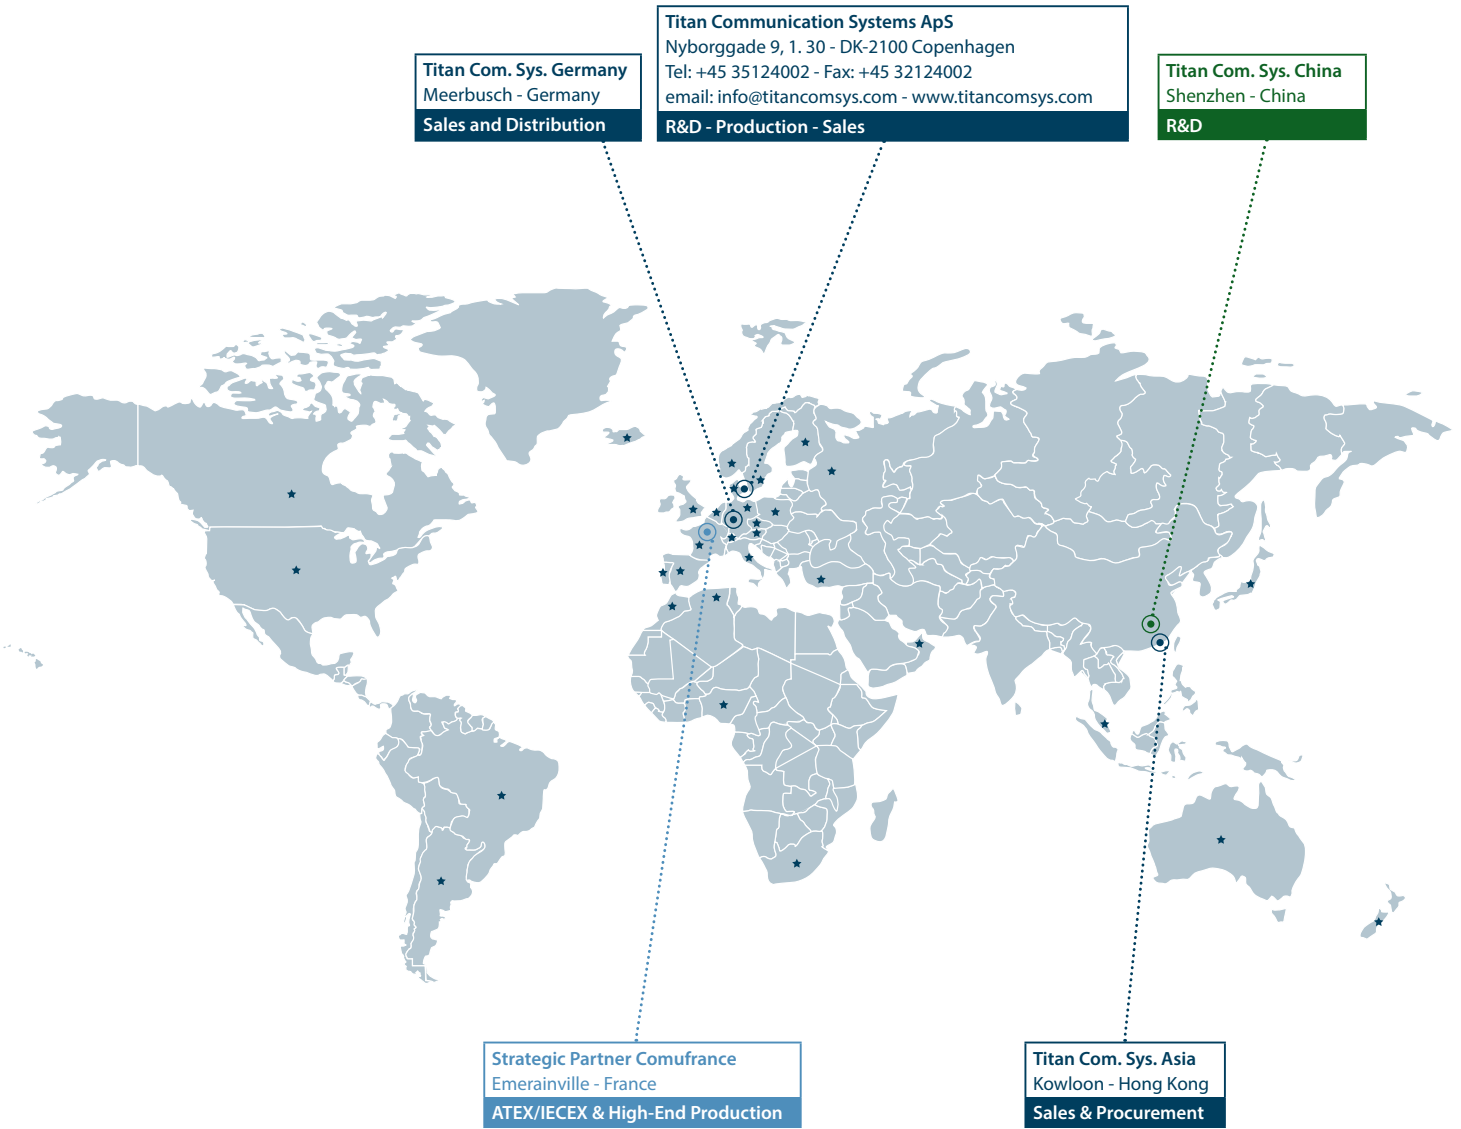 Titan Com. Sys. Germany
Meerbusch - Germany
Sales and Distribution
Titan Communication Systems ApS
Nyborggade 9, 1. 30 - DK-2100 Copenhagen
Tel: +45 35124002 - Fax: +45 32124002
email: info@titancomsys.com - www.titancomsys.com
R&D - Production - Sales
Titan Com. Sys. China
Shenzhen - China
R&D
Strategic Partner Comufrance
Emerainville - France
ATEX/IECEX & High-End Production
Titan Com. Sys. Asia
Kowloon - Hong Kong
Sales & Procurement